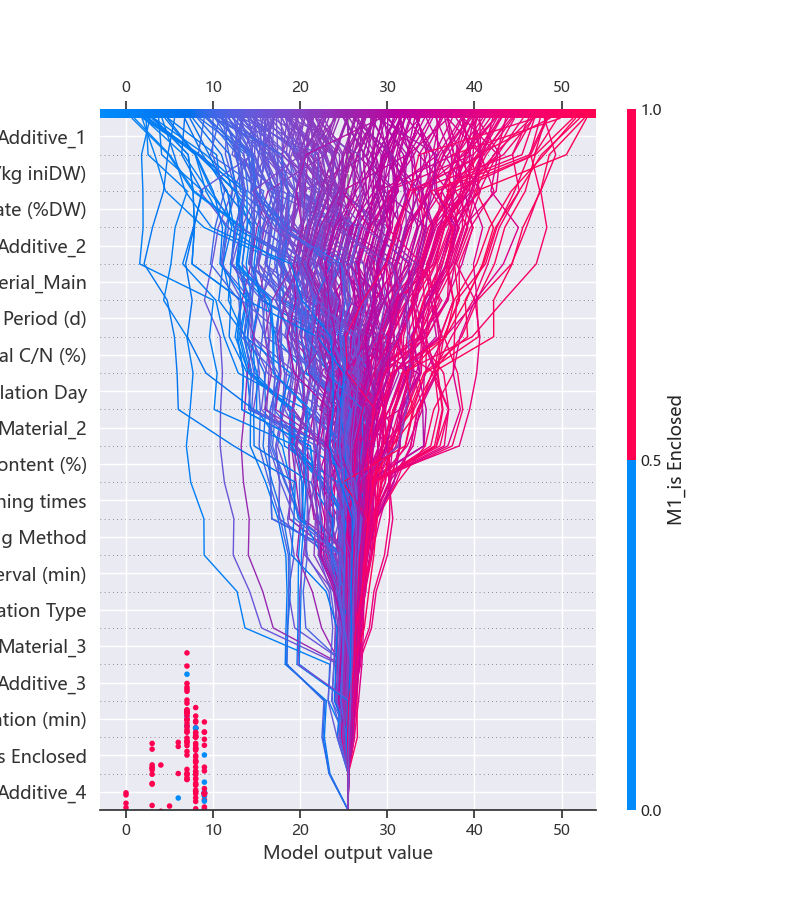 0 10 20 30 40 50
1.0
Additive_1
/kg iniDW)
ate (%DW)
Additive_2
erial_Main
Period (d)
al C/N (%)
lation Day
Material_2
ontent (%)
0.5
M1_is Enclosed
ning times
g Method
erval (min)
ation Type
Material_3
Additive_3
ation (min)
s Enclosed
Additive_4
0.0
0 10 20 30 40 50
Model output value